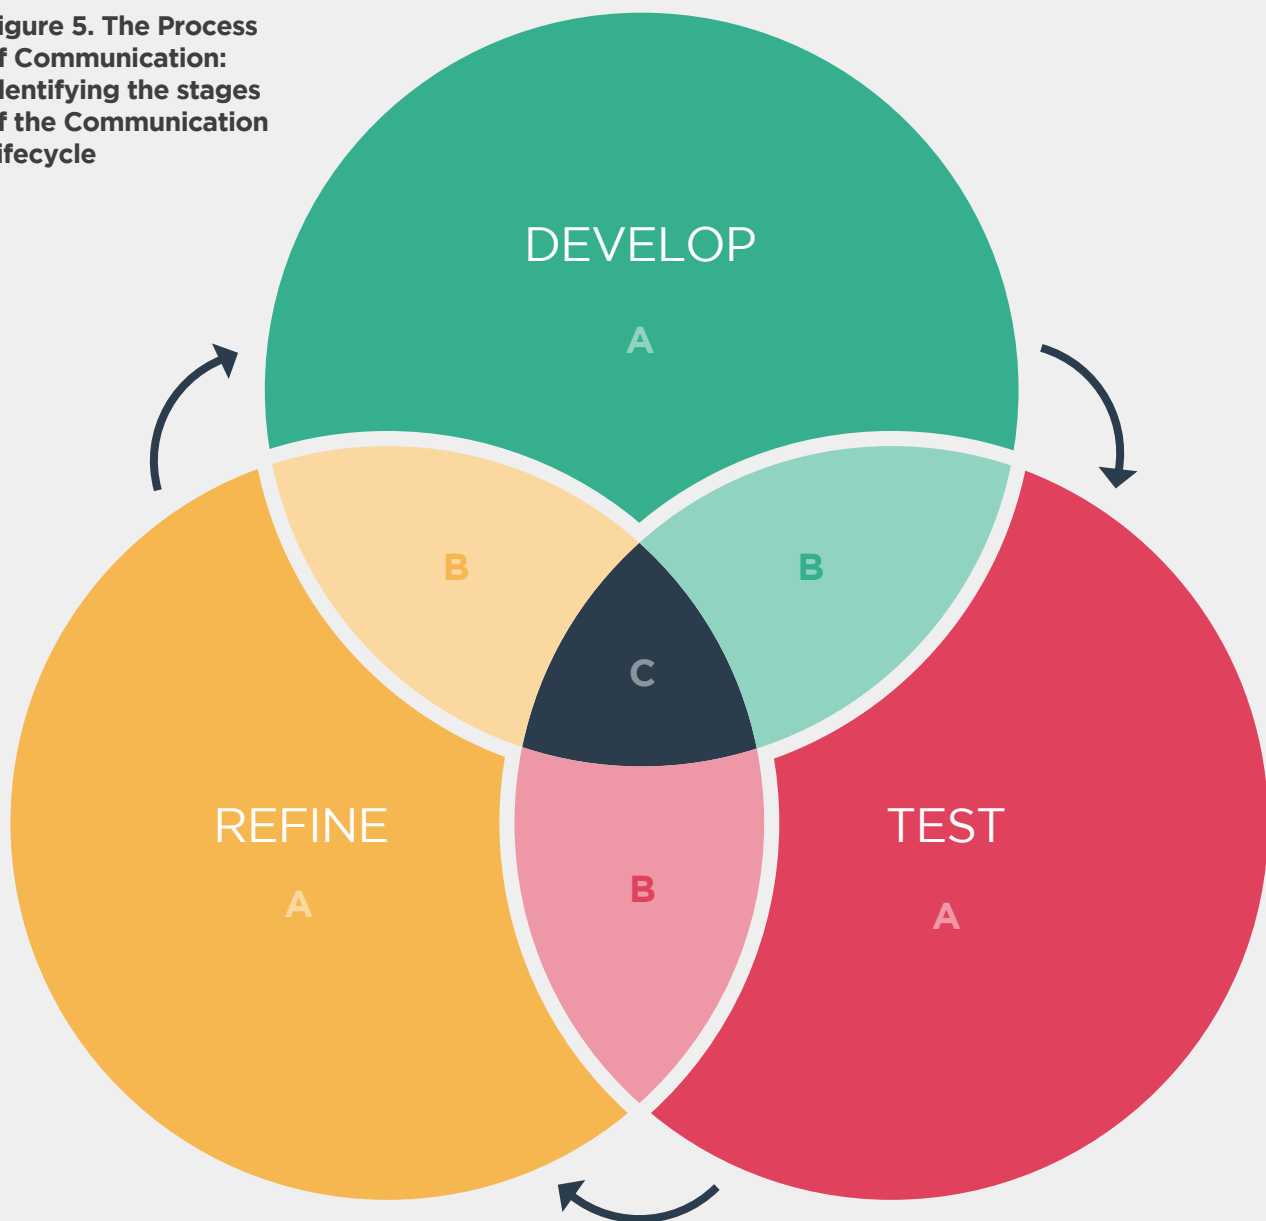 igure 5. The Process
f Communication:
dentifying the stages
f the Communication
ifecycle
DEVELOP
A
B
B
C
REFINE
TEST
B
A
A